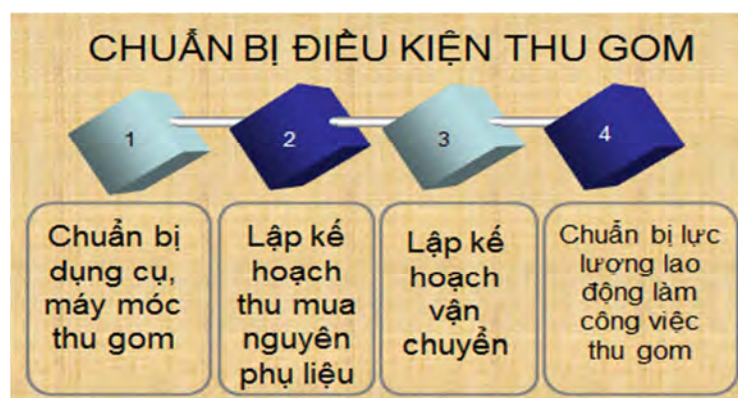 CHUẨN BỊ ĐIỀU KIỆN THU GOM
1
2
3
4
Chuẩn bị
dụng cụ,
máy móc
thu gom
Lập kế
hoạch
thu mua
nguyên
phụ liệu
Lập kế
hoạch
vận
chuyển
Chuẩn bị lực
lượng lao
động làm
công việc
thu gom